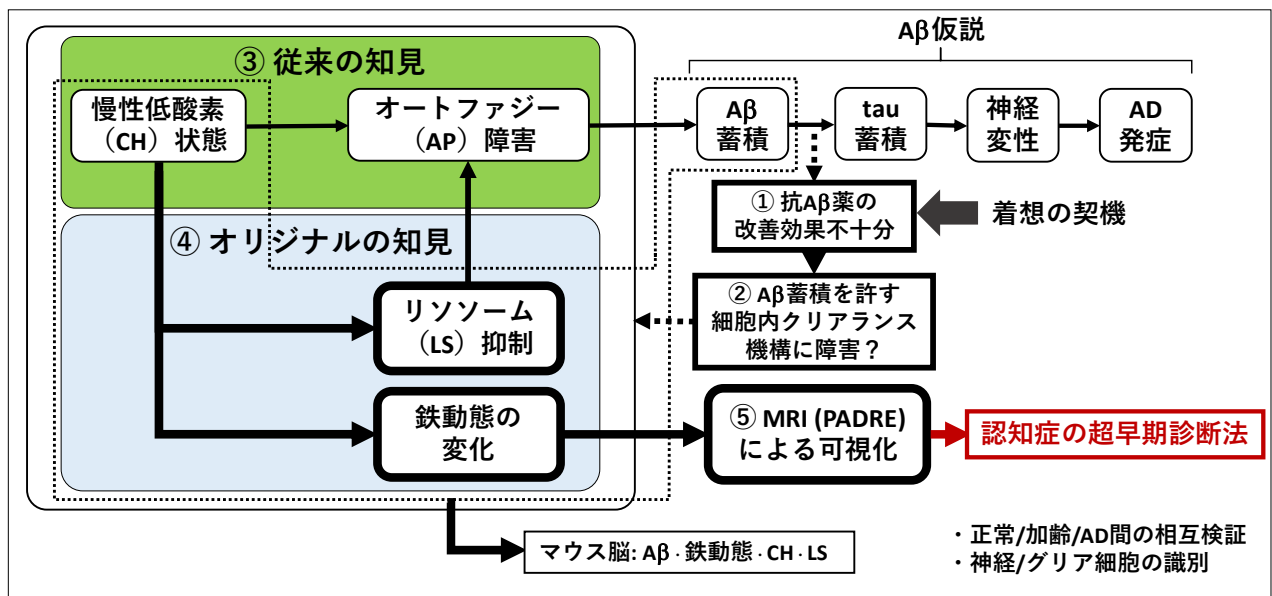 Aβ仮説
③ 従来の知見
慢性低酸素
（CH）状態
オートファジー
（AP）障害
Aβ
蓄積
tau
蓄積
神経
変性
AD
発症
① 抗Aβ薬の
改善効果不十分
着想の契機
② Aβ蓄積を許す
細胞内クリアランス
機構に障害？
④ オリジナルの知見
リソソーム
（LS）抑制
鉄動態の
変化
⑤ MRI (PADRE)
による可視化
認知症の超早期診断法
マウス脳: Aβ · 鉄動態 · CH · LS
・正常/加齢/AD間の相互検証
・神経/グリア細胞の識別